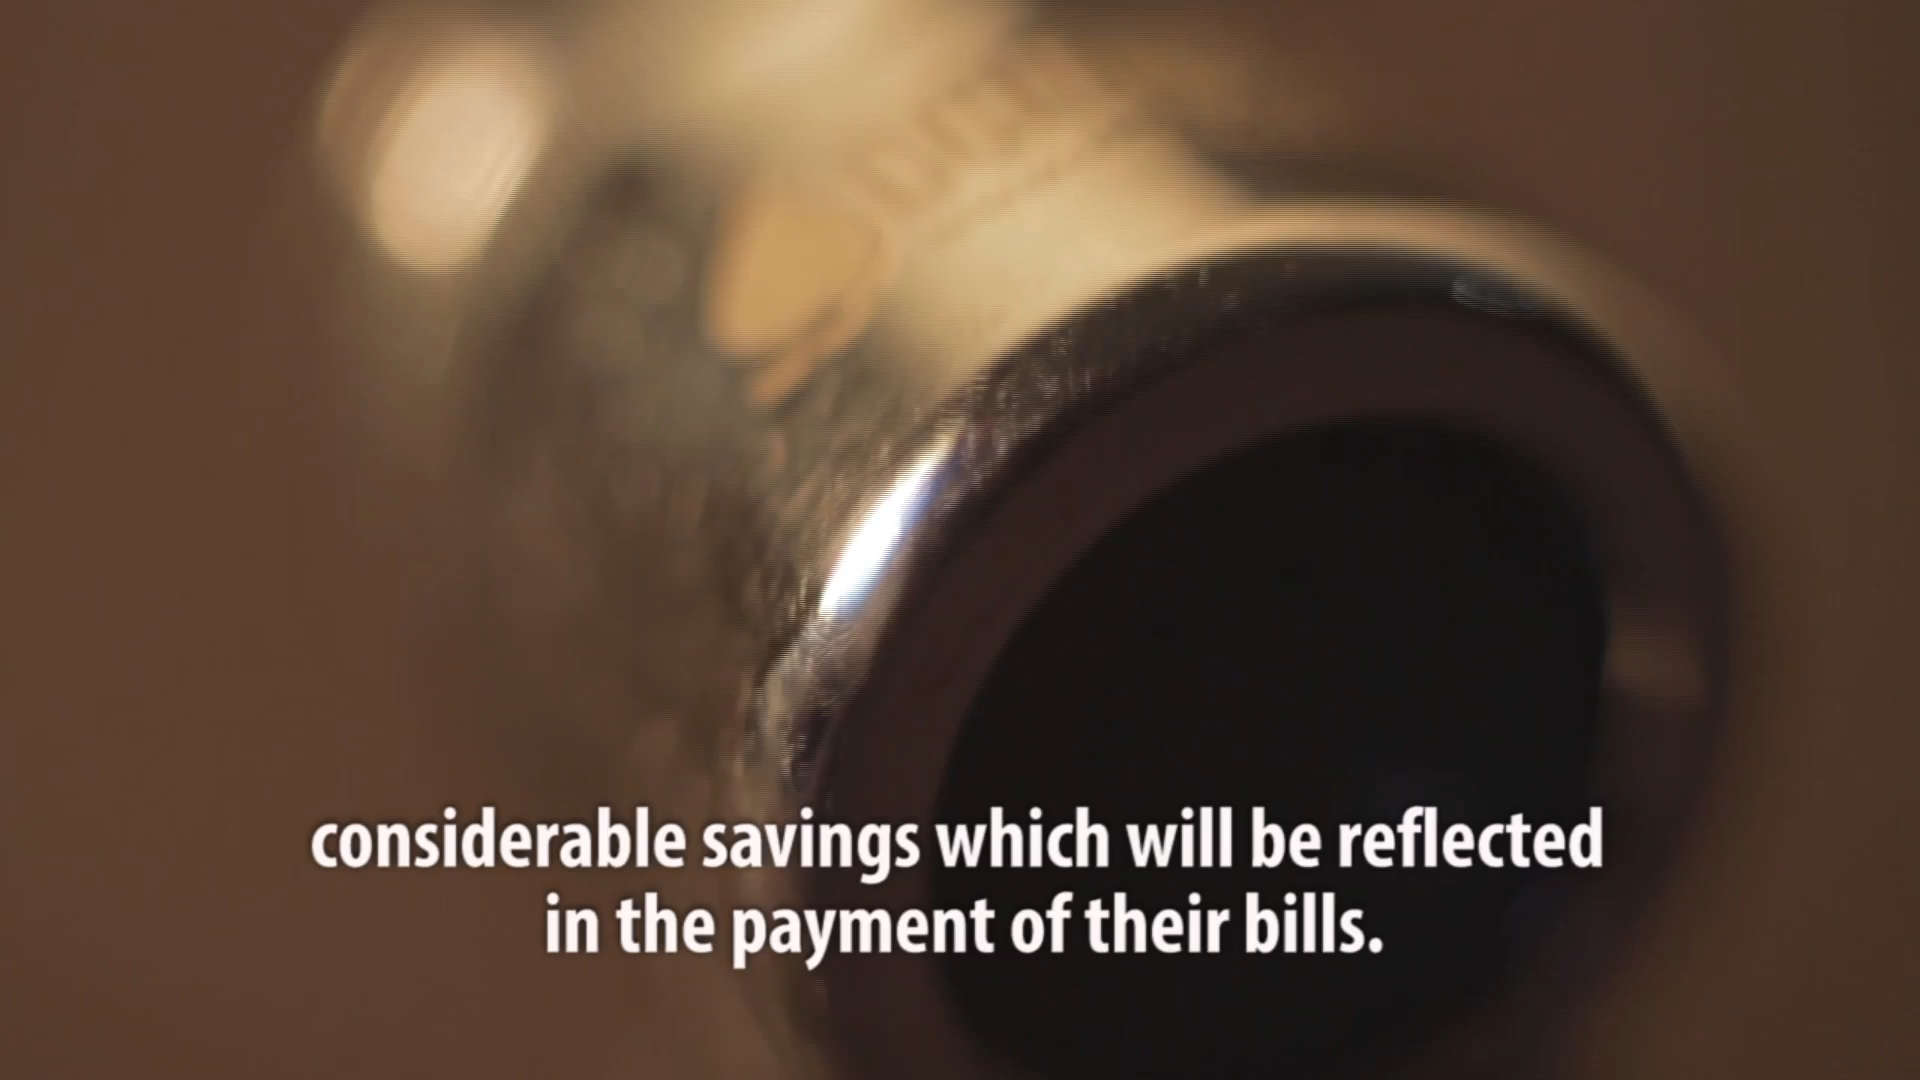 considerable savings which will be reflected
in the payment of their bills.